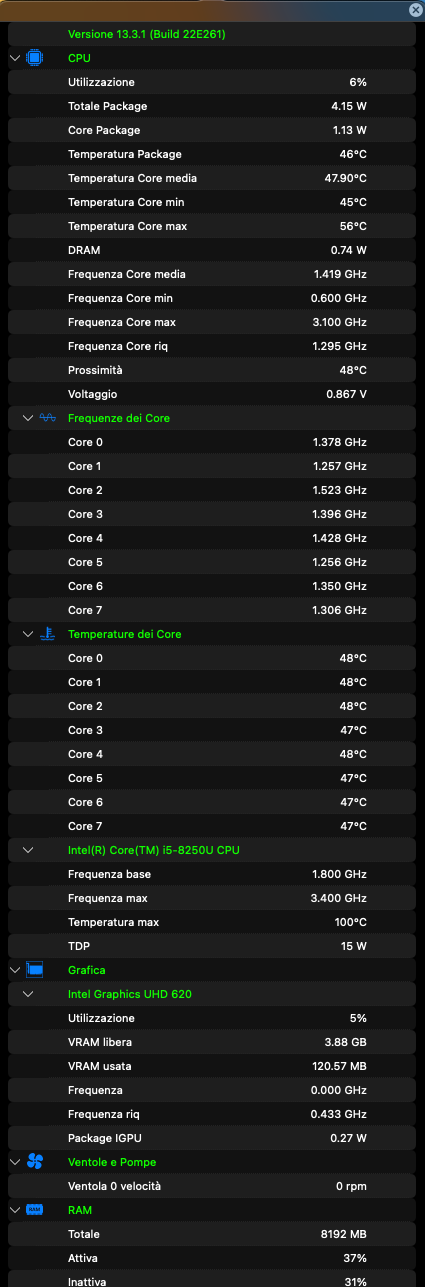 Versione 13.3.1 (Build 22E261)
CPU
Utilizzazione 6%
Totale Package 4.15 W
Core Package 1.13 W
Temperatura Package 46°C
Temperatura Core media 47.90°C
Temperatura Core min 45°C
Temperatura Core max 56°C
DRAM 0.74 W
Frequenza Core media 1.419 GHz
Frequenza Core min 0.600 GHz
Frequenza Core max 3.100 GHz
Frequenza Core riq 1.295 GHz
Prossimità 48°C
Voltaggio 0.867 V
Frequenze dei Core
Core 0 1.378 GHz
Core 1 1.257 GHz
Core 2 1.523 GHz
Core 3 1.396 GHz
Core 4 1.428 GHz
Core 5 1.256 GHz
Core 6 1.350 GHz
Core 7 1.306 GHz
Temperature dei Core
Core 0 48°C
Core 1 48°C
Core 2 48°C
Core 3 47°C
Core 4 48°C
Core 5 47°C
Core 6 47°C
Core 7 47°C
Intel(R) Core(TM) i5-8250U CPU
Frequenza base 1.800 GHz
Frequenza max 3.400 GHz
Temperatura max 100°C
TDP 15 W
Grafica
Intel Graphics UHD 620
Utilizzazione 5%
VRAM libera 3.88 GB
VRAM usata 120.57 MB
Frequenza 0.000 GHz
Frequenza riq 0.433 GHz
Package IGPU 0.27 W
Ventole e Pompe
Ventola 0 velocità 0 rpm
RAM RAM
Totale 8192 MB
Attiva 37%
Inattiva 31%